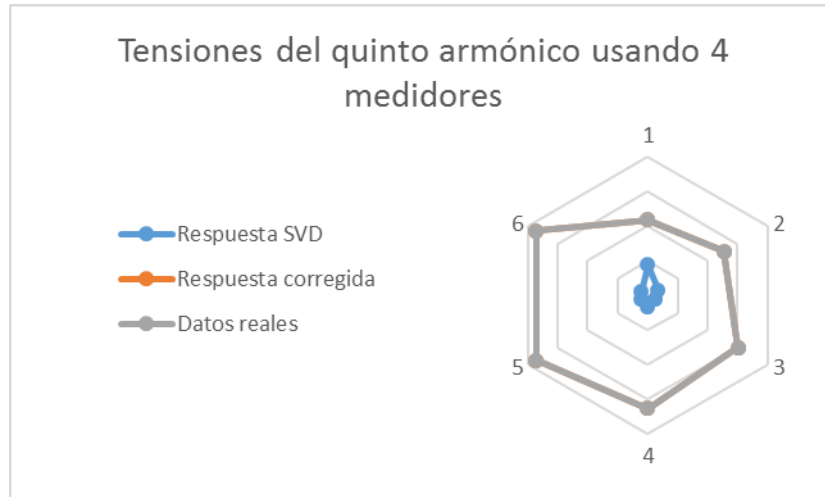 Tensiones del quinto armónico usando 4
medidores
Respuesta SVD
Respuesta corregida
Datos reales
1
2
3
4
5
6